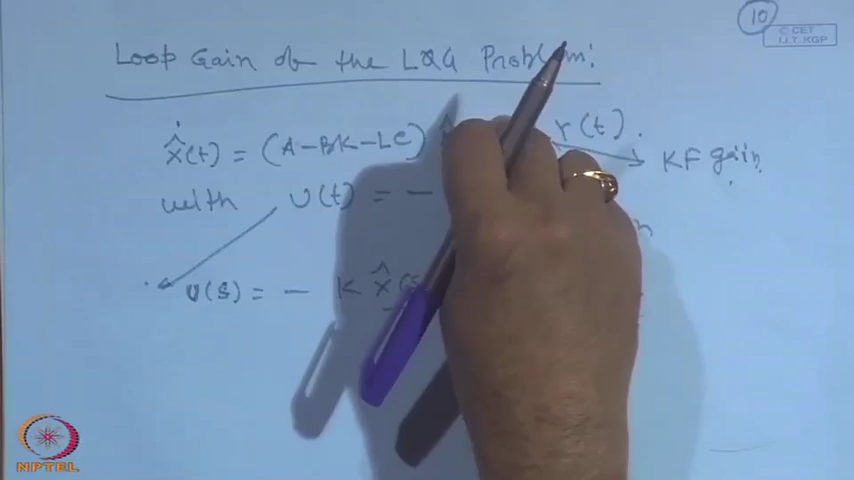 10
© CET
I.I.T. KGP
Loop Gain of the LQG Problem:
x̂̇(t) = (A-BK-LC) Y(t). KF gain
with U(t) = -
U(s) = - K x̂(s
NPTEL